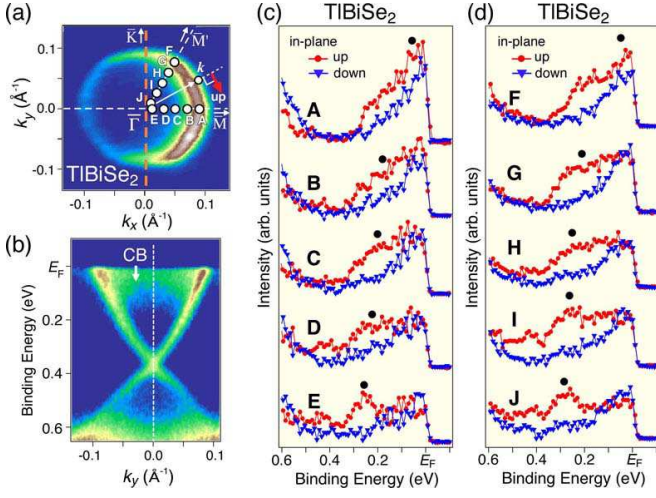 (a)
K̄
M̄'
F
G
H
I
J
k
up
E D C B A
Γ̄
M̄
TlBiSe2
0.1
0.0
-0.1
ky (Å-1)
-0.1 0.0 0.1
kx (Å-1)
(b)
CB
EF
0.2
0.4
0.6
Binding Energy (eV)
-0.1 0.0 0.1
ky (Å-1)
(c) TlBiSe2
in-plane
up
down
A
B
C
D
E
Intensity (arb. units)
0.6 0.4 0.2 EF
Binding Energy (eV)
(d) TlBiSe2
in-plane
up
down
F
G
H
I
J
Intensity (arb. units)
0.6 0.4 0.2 EF
Binding Energy (eV)